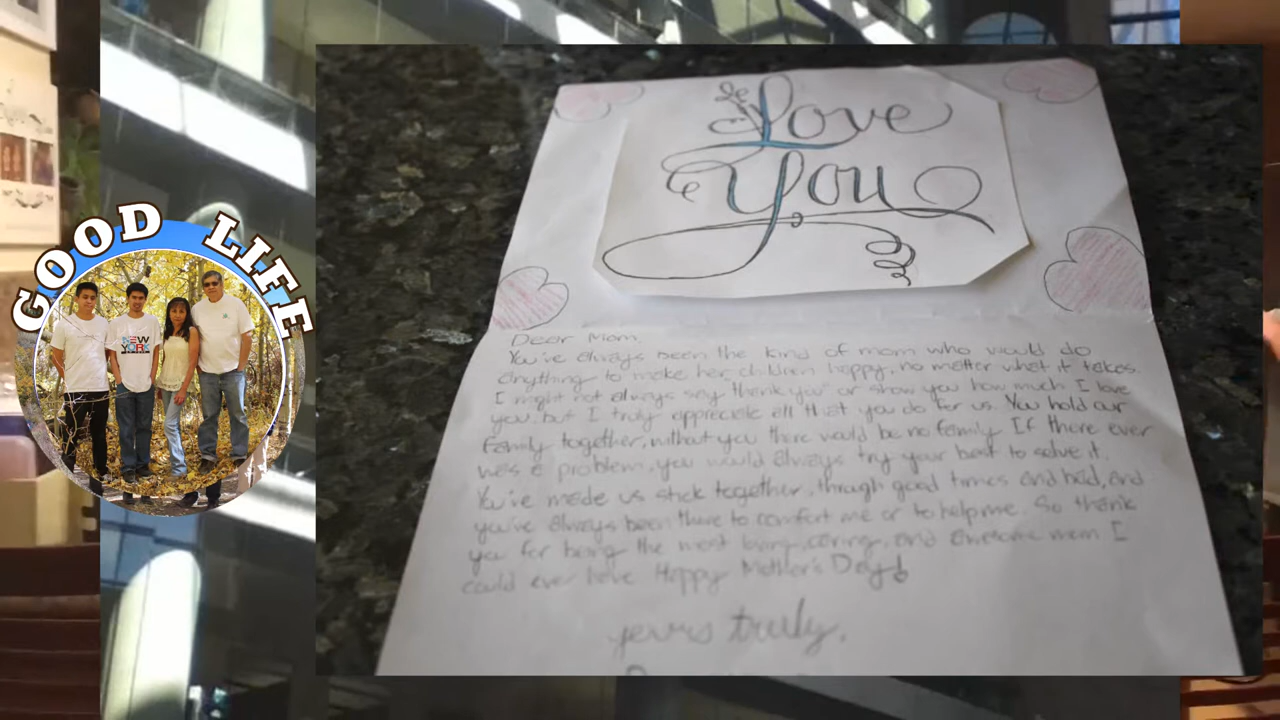 GOOD LIFE
NEW
YORK
Love
You
Dear Mom,
You've always been the kind of mom who would do
anything to make her children happy, no matter what it takes.
I might not always say "thank you" or show you how much I love
you, but I truly appreciate all that you do for us. You hold our
family together, without you there would be no family. If there ever
was a problem, you would always try your best to solve it.
You've made us stick together, through good times and bad, and
you've always been there to comfort me or to help me. So thank
you for being the most loving, caring, and awesome mom I
could ever have. Happy Mother's Day!
yours truly,